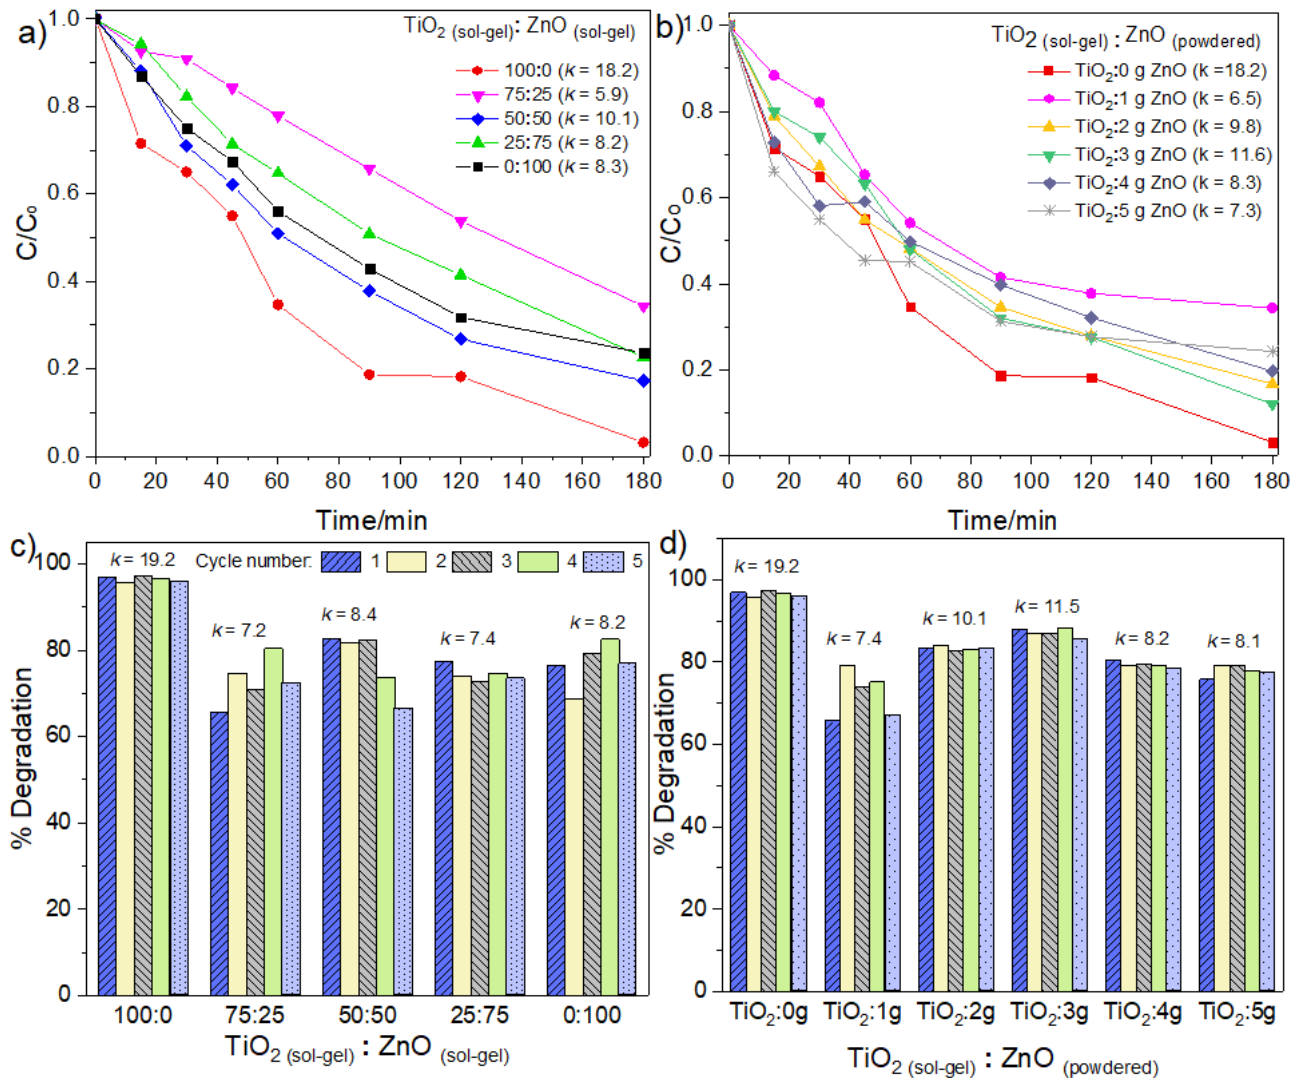 a)
TiO2 (sol-gel): ZnO (sol-gel)
100:0 (k = 18.2)
75:25 (k = 5.9)
50:50 (k = 10.1)
25:75 (k = 8.2)
0:100 (k = 8.3)
1.0
0.8
0.6
0.4
0.2
0.0
C/Co
0 20 40 60 80 100 120 140 160 180
Time/min
b)
TiO2 (sol-gel) : ZnO (powdered)
TiO2:0 g ZnO (k =18.2)
TiO2:1 g ZnO (k = 6.5)
TiO2:2 g ZnO (k = 9.8)
TiO2:3 g ZnO (k = 11.6)
TiO2:4 g ZnO (k = 8.3)
TiO2:5 g ZnO (k = 7.3)
1.0
0.8
0.6
0.4
0.2
0.0
C/Co
0 20 40 60 80 100 120 140 160 180
Time/min
c)
Cycle number: 1 2 3 4 5
k = 19.2
k = 7.2
k = 8.4
k = 7.4
k = 8.2
100
80
60
40
20
0
% Degradation
100:0 75:25 50:50 25:75 0:100
TiO2 (sol-gel) : ZnO (sol-gel)
d)
k = 19.2
k = 7.4
k = 10.1
k = 11.5
k = 8.2
k = 8.1
100
80
60
40
20
0
% Degradation
TiO2:0g TiO2:1g TiO2:2g TiO2:3g TiO2:4g TiO2:5g
TiO2 (sol-gel) : ZnO (powdered)